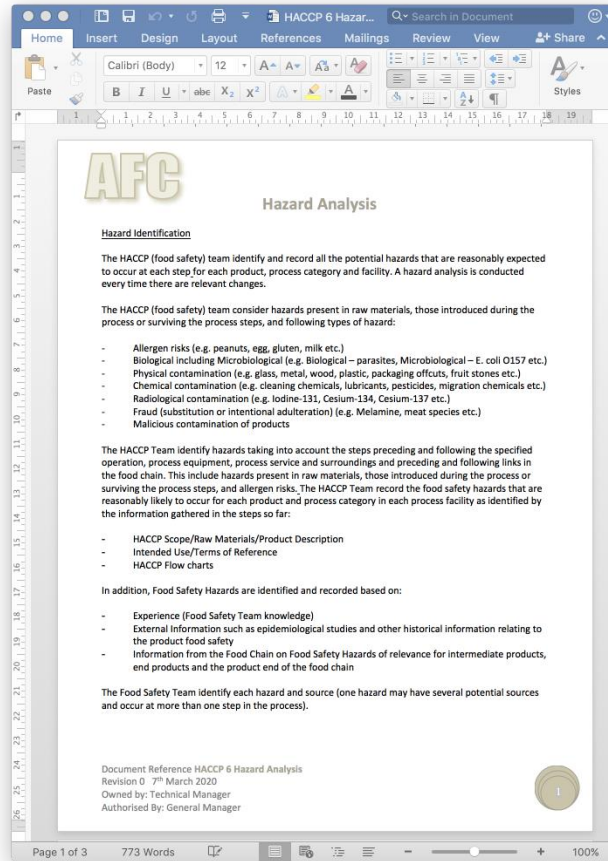 HACCP 6 Hazar...
Search in Document
Home Insert Design Layout References Mailings Review View Share
Paste
Calibri (Body) 12
Styles
AFC
Hazard Analysis
Hazard Identification
The HACCP (food safety) team identify and record all the potential hazards that are reasonably expected
to occur at each step for each product, process category and facility. A hazard analysis is conducted
every time there are relevant changes.
The HACCP (food safety) team consider hazards present in raw materials, those introduced during the
process or surviving the process steps, and following types of hazard:
- Allergen risks (e.g. peanuts, egg, gluten, milk etc.)
- Biological including Microbiological (e.g. Biological – parasites, Microbiological – E. coli O157 etc.)
- Physical contamination (e.g. glass, metal, wood, plastic, packaging offcuts, fruit stones etc.)
- Chemical contamination (e.g. cleaning chemicals, lubricants, pesticides, migration chemicals etc.)
- Radiological contamination (e.g. Iodine-131, Cesium-134, Cesium-137 etc.)
- Fraud (substitution or intentional adulteration) (e.g. Melamine, meat species etc.)
- Malicious contamination of products
The HACCP Team identify hazards taking into account the steps preceding and following the specified
operation, process equipment, process service and surroundings and preceding and following links in
the food chain. This include hazards present in raw materials, those introduced during the process or
surviving the process steps, and allergen risks. The HACCP Team record the food safety hazards that are
reasonably likely to occur for each product and process category in each process facility as identified by
the information gathered in the steps so far:
- HACCP Scope/Raw Materials/Product Description
- Intended Use/Terms of Reference
- HACCP Flow charts
In addition, Food Safety Hazards are identified and recorded based on:
- Experience (Food Safety Team knowledge)
- External Information such as epidemiological studies and other historical information relating to
the product food safety
- Information from the Food Chain on Food Safety Hazards of relevance for intermediate products,
end products and the product end of the food chain
The Food Safety Team identify each hazard and source (one hazard may have several potential sources
and occur at more than one step in the process).
Document Reference HACCP 6 Hazard Analysis
Revision 0 7th March 2020
Owned by: Technical Manager
Authorised By: General Manager
1
Page 1 of 3 773 Words 100%